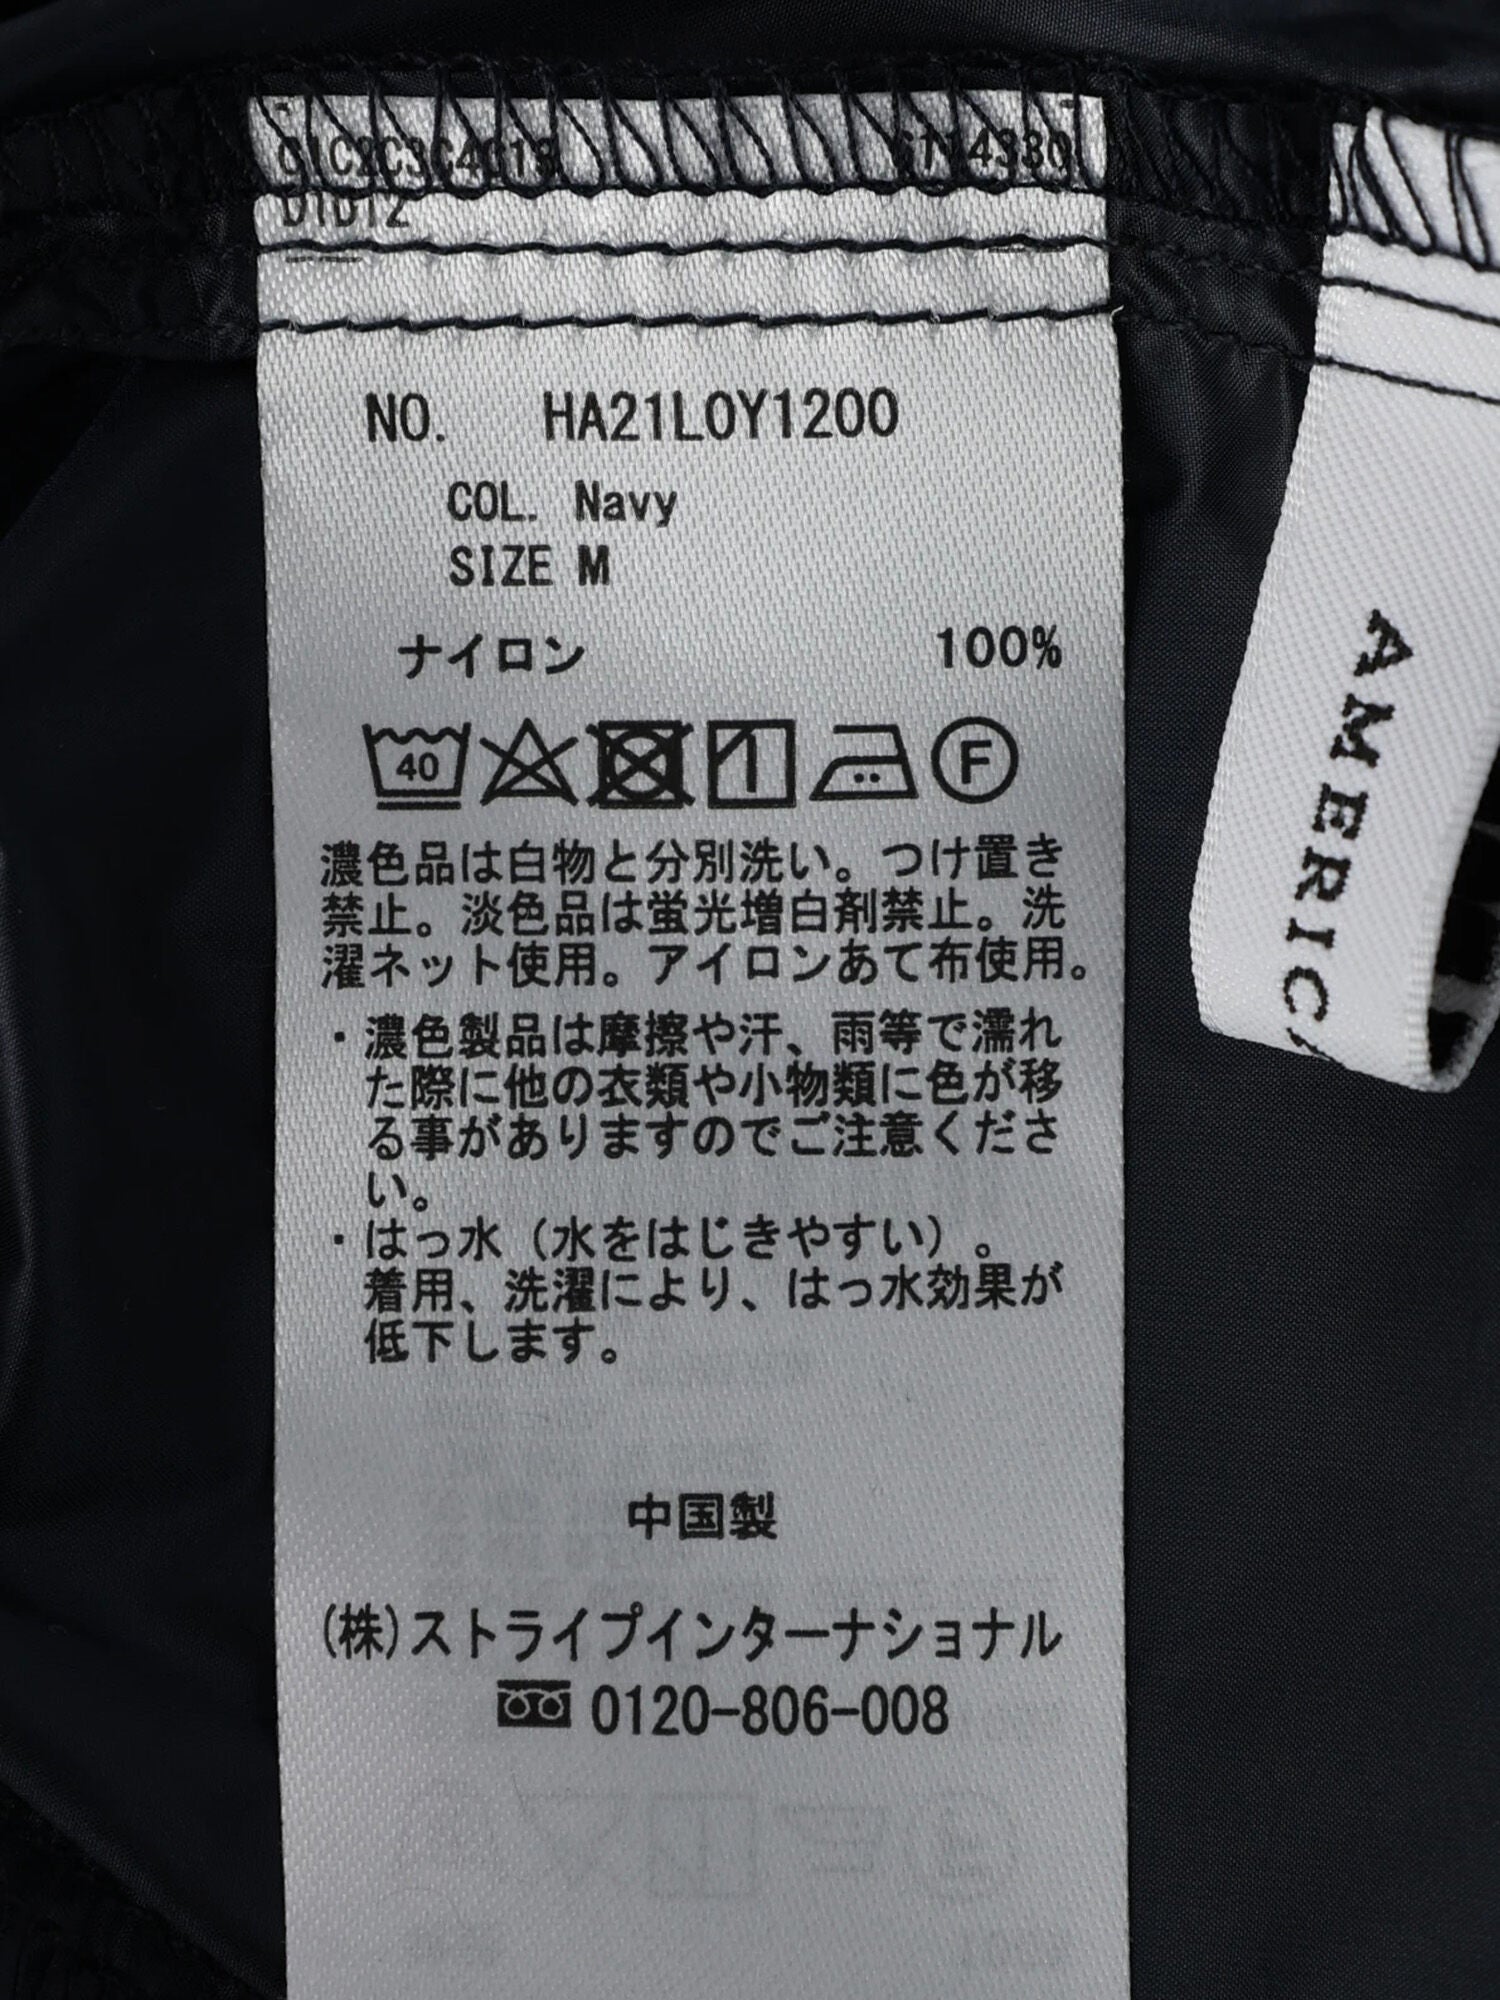 C1C2C3C4C15
D1D12
NO. HA21L0Y1200
COL. Navy
SIZE M
ナイロン 100%
40
F
濃色品は白物と分別洗い。つけ置き
禁止。淡色品は蛍光増白剤禁止。洗
濯ネット使用。アイロンあて布使用。
・濃色製品は摩擦や汗、雨等で濡れ
た際に他の衣類や小物類に色が移
る事がありますのでご注意くださ
い。
・はっ水（水をはじきやすい）。
着用、洗濯により、はっ水効果が
低下します。
中国製
(株)ストライプインターナショナル
0120-806-008
AMERICA